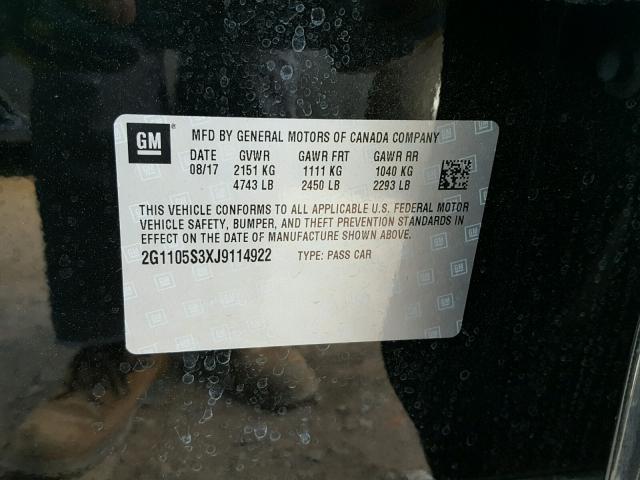 GM
MFD BY GENERAL MOTORS OF CANADA COMPANY
DATE GVWR GAWR FRT GAWR RR
08/17 2151 KG 1111 KG 1040 KG
4743 LB 2450 LB 2293 LB
THIS VEHICLE CONFORMS TO ALL APPLICABLE U.S. FEDERAL MOTOR
VEHICLE SAFETY, BUMPER, AND THEFT PREVENTION STANDARDS IN
EFFECT ON THE DATE OF MANUFACTURE SHOWN ABOVE.
2G1105S3XJ9114922 TYPE: PASS CAR